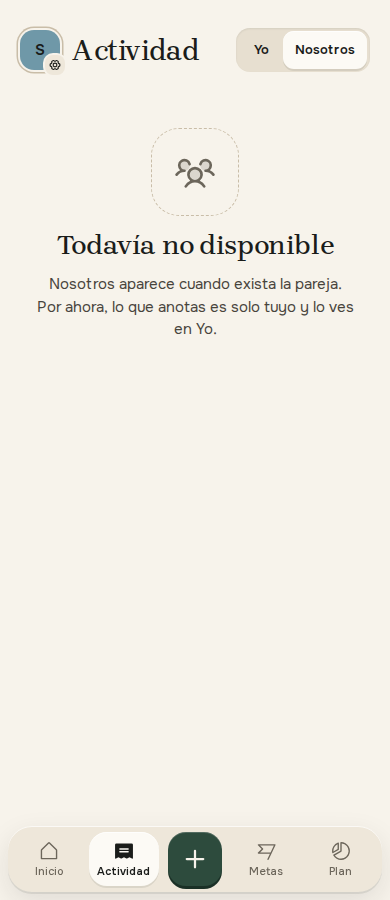 S
Actividad
Yo
Nosotros
Todavía no disponible
Nosotros aparece cuando exista la pareja.
Por ahora, lo que anotas es solo tuyo y lo ves
en Yo.
Inicio
Actividad
Metas
Plan